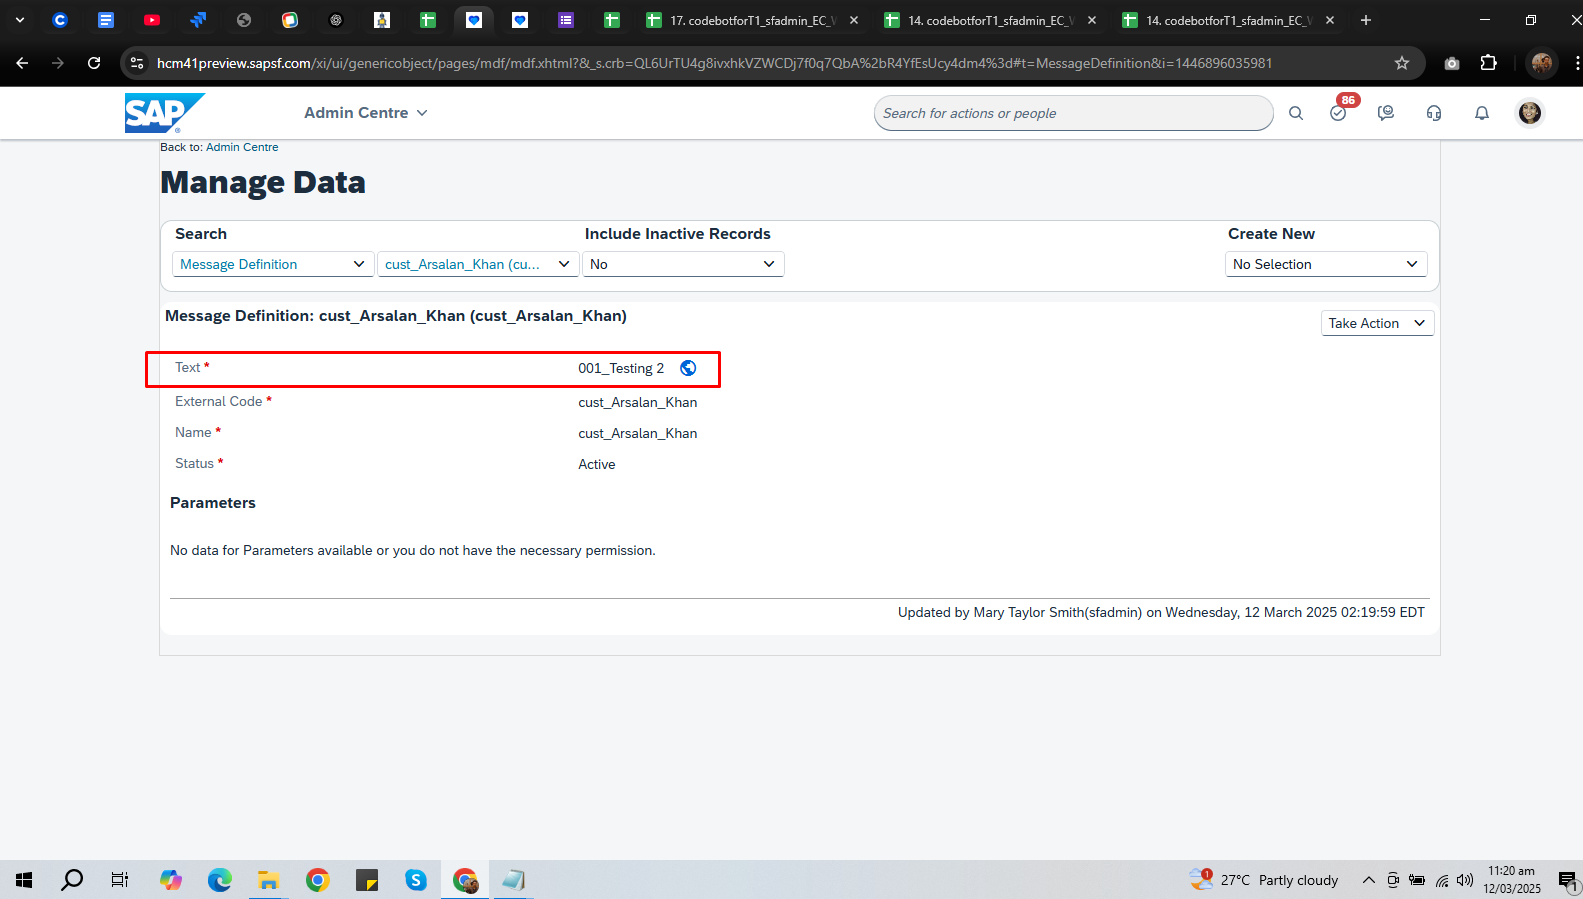 17. codebotforT1_sfadmin_EC_
14. codebotforT1_sfadmin_EC_
14. codebotforT1_sfadmin_EC_
hcm41preview.sapsf.com/xi/ui/genericobject/pages/mdf/mdf.xhtml?&_s.crb=QL6UrTU4g8ivxhkVZWCDj7f0q7QbA%2bR4YfEsUcy4dm4%3d#t=MessageDefinition&i=1446896035981
SAP
Admin Centre
Search for actions or people
86
Back to: Admin Centre
Manage Data
Search
Include Inactive Records
Create New
Message Definition
cust_Arsalan_Khan (cu...
No
No Selection
Message Definition: cust_Arsalan_Khan (cust_Arsalan_Khan)
Take Action
Text *
001_Testing 2
External Code *
cust_Arsalan_Khan
Name *
cust_Arsalan_Khan
Status *
Active
Parameters
No data for Parameters available or you do not have the necessary permission.
Updated by Mary Taylor Smith(sfadmin) on Wednesday, 12 March 2025 02:19:59 EDT
1
27°C Partly cloudy
11:20 am
12/03/2025
1